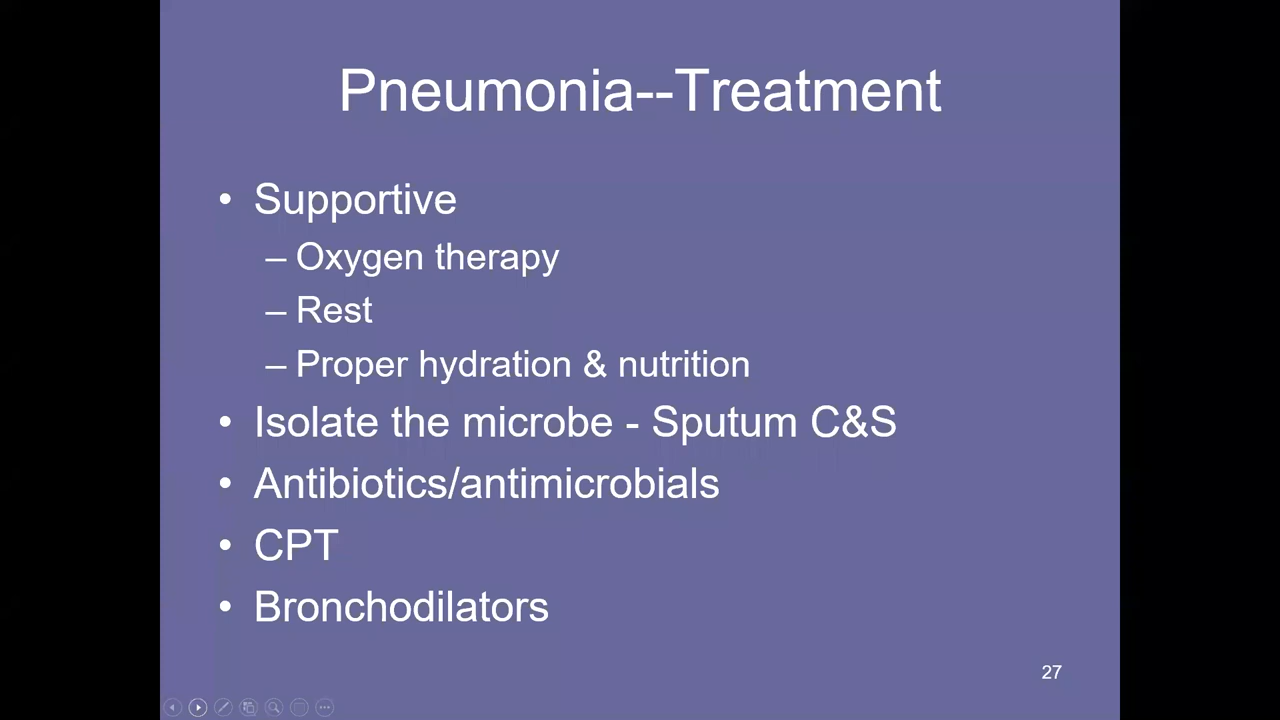 Pneumonia--Treatment
• Supportive
– Oxygen therapy
– Rest
– Proper hydration & nutrition
• Isolate the microbe - Sputum C&S
• Antibiotics/antimicrobials
• CPT
• Bronchodilators
27